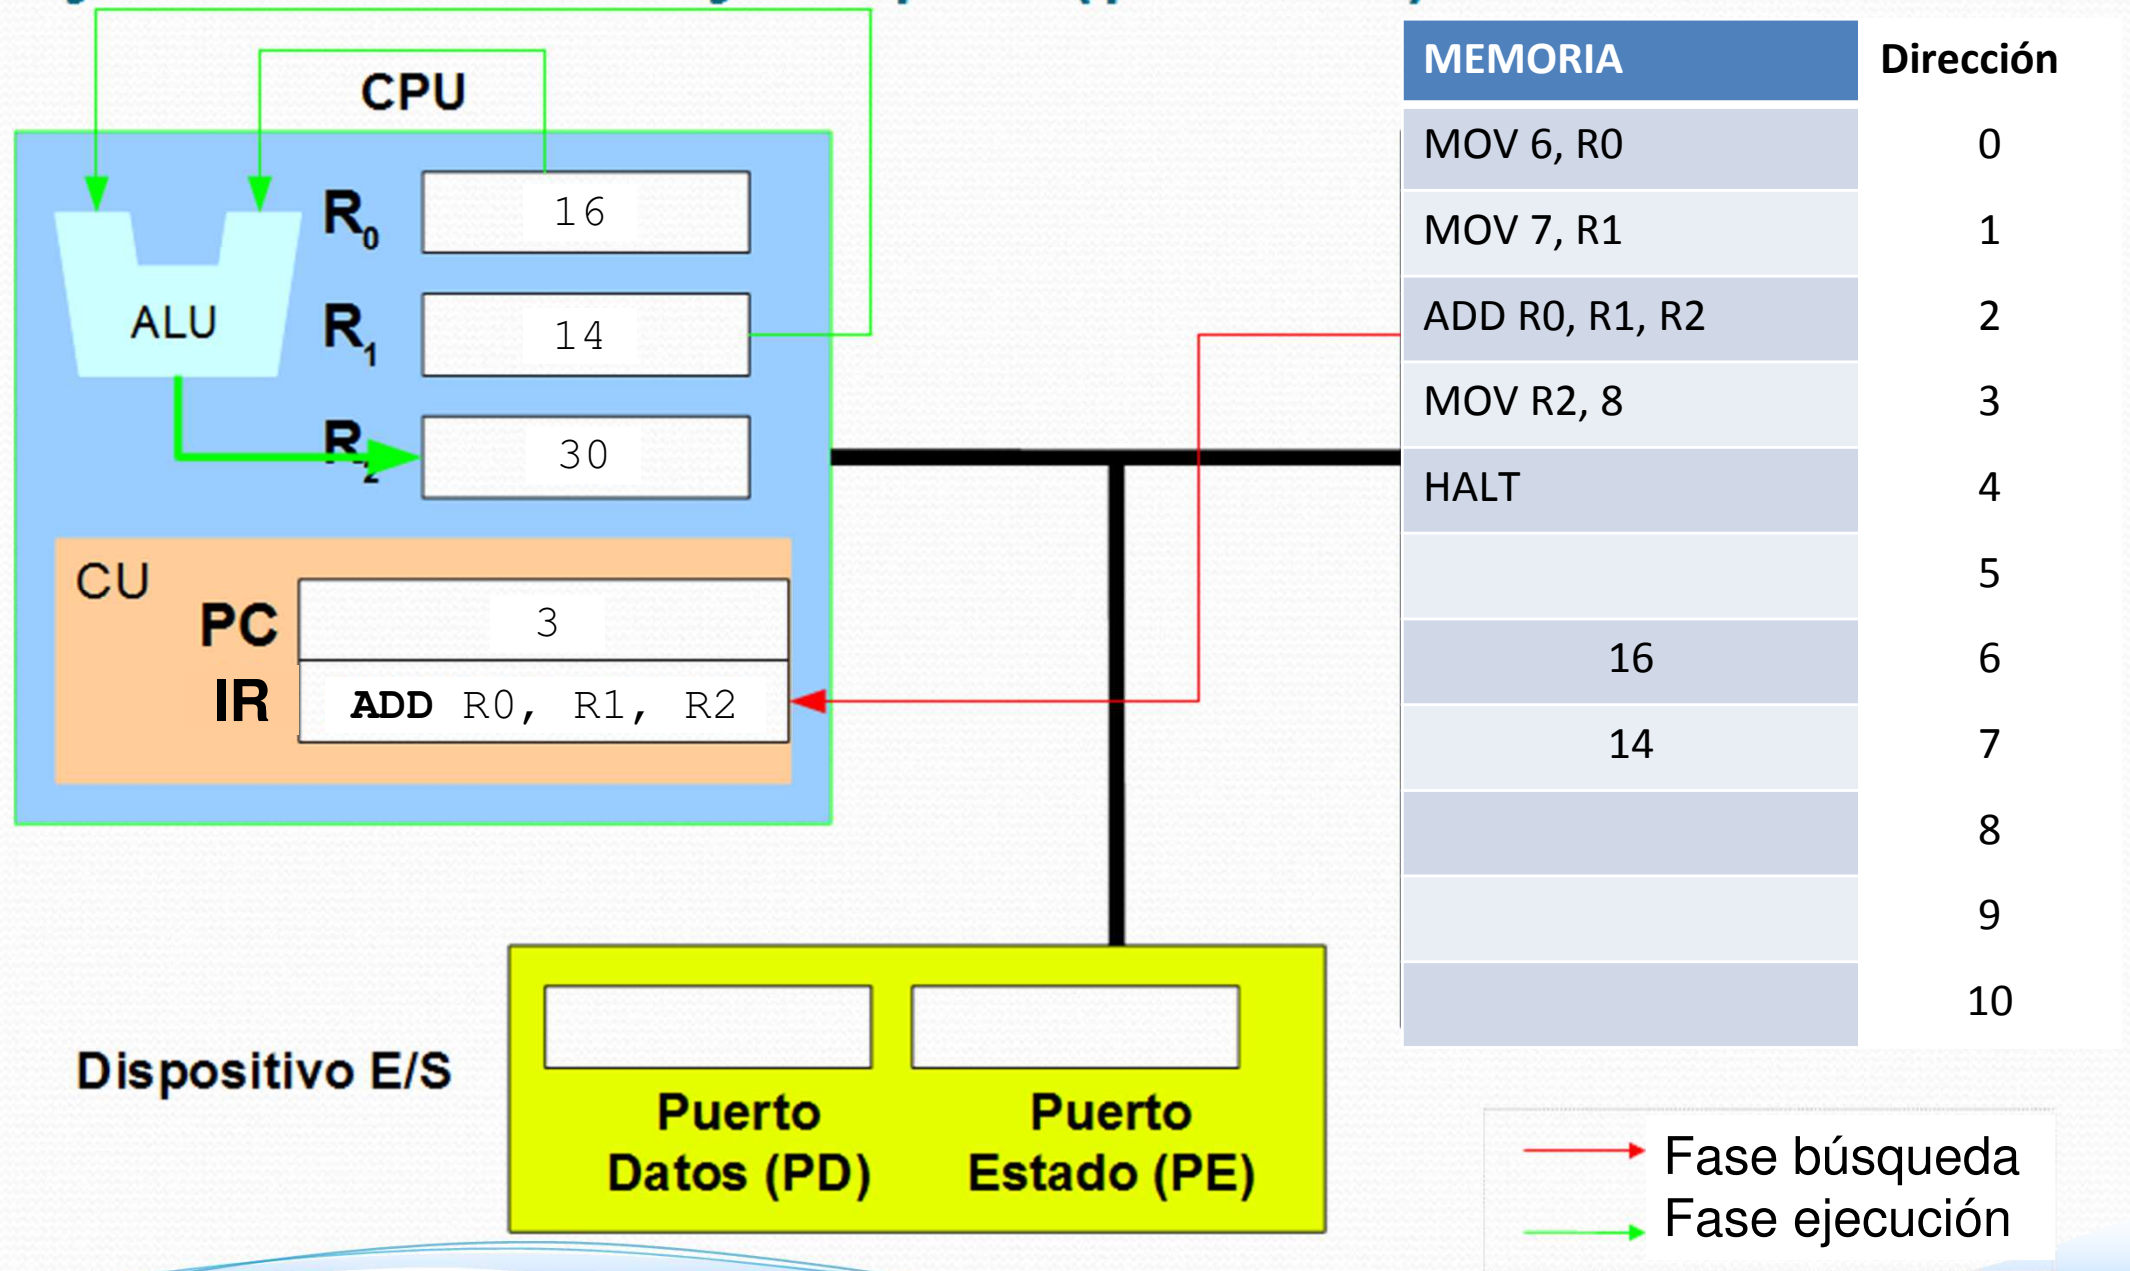 CPU
R0 16
ALU
R1 14
R2 30
CU
PC 3
IR ADD R0, R1, R2
MEMORIA Dirección
MOV 6, R0 0
MOV 7, R1 1
ADD R0, R1, R2 2
MOV R2, 8 3
HALT 4
5
16 6
14 7
8
9
10
Dispositivo E/S
Puerto
Datos (PD)
Puerto
Estado (PE)
Fase búsqueda
Fase ejecución